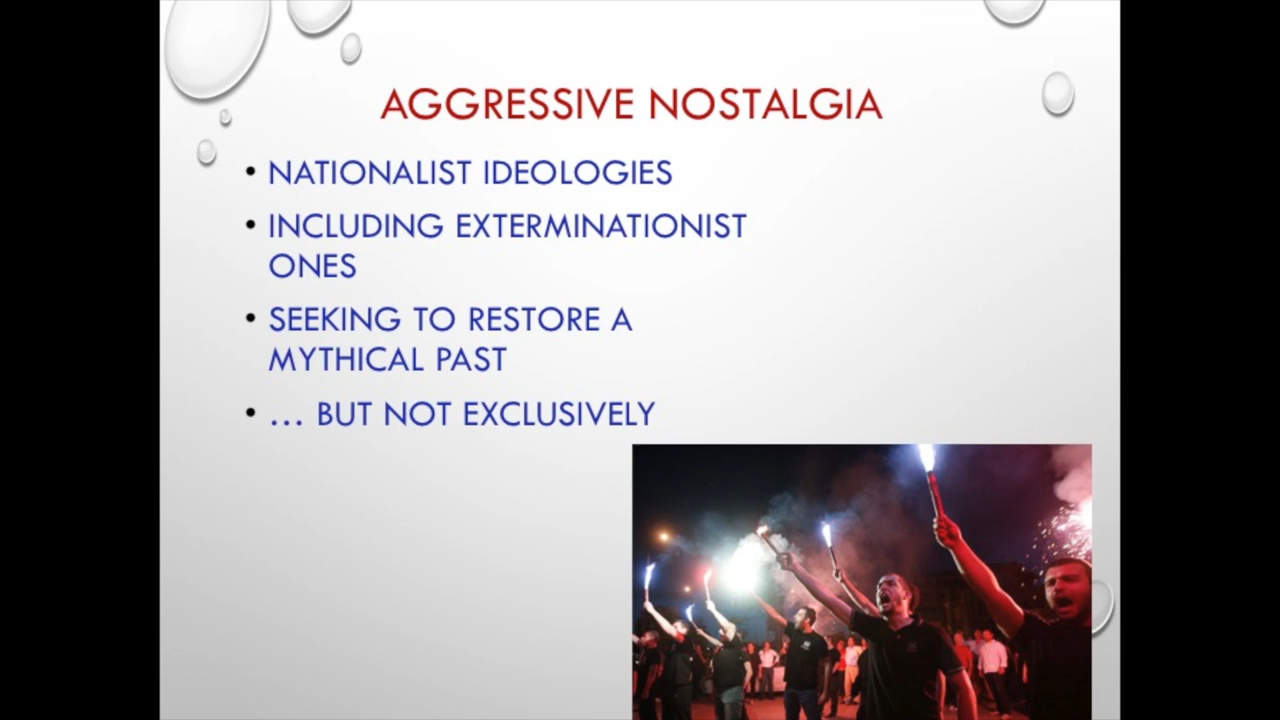 AGGRESSIVE NOSTALGIA
• NATIONALIST IDEOLOGIES
• INCLUDING EXTERMINATIONIST
ONES
• SEEKING TO RESTORE A
MYTHICAL PAST
• … BUT NOT EXCLUSIVELY